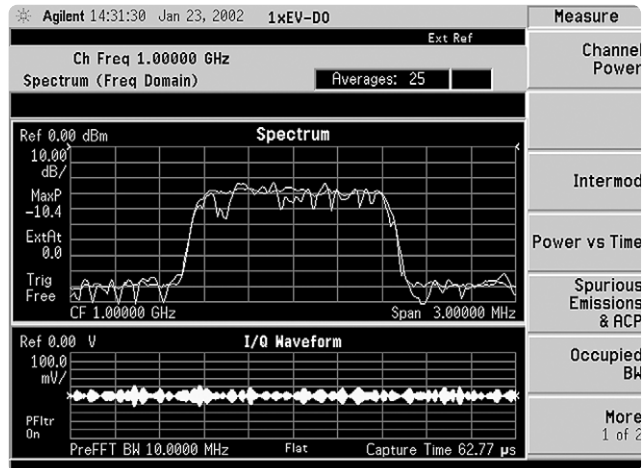 Agilent 14:31:30 Jan 23, 2002 1xEV-DO
Measure
Ext Ref
Ch Freq 1.00000 GHz
Spectrum (Freq Domain)
Averages: 25
Channel
Power
Ref 0.00 dBm
Spectrum
10.00
dB/
MaxP
-10.4
ExtAt
0.0
Trig
Free
CF 1.00000 GHz
Span 3.00000 MHz
Intermod
Power vs Time
Spurious
Emissions
& ACP
Ref 0.00 V
I/Q Waveform
100.0
mV/
PFltr
On
PreFFT BW 10.0000 MHz
Flat
Capture Time 62.77 µs
Occupied
BW
More
1 of 2